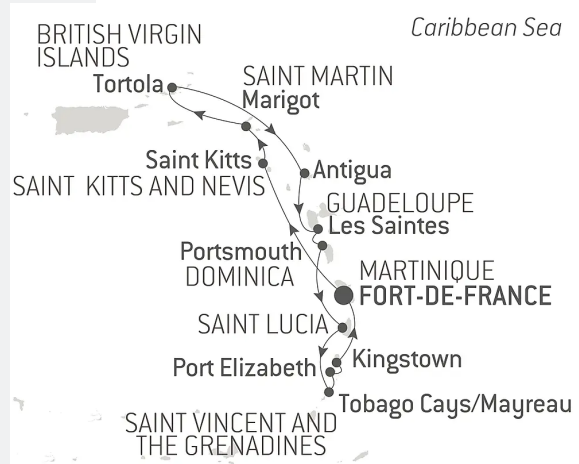 Caribbean Sea
BRITISH VIRGIN
ISLANDS
Tortola
SAINT MARTIN
Marigot
Saint Kitts
SAINT KITTS AND NEVIS
Antigua
GUADELOUPE
Les Saintes
Portsmouth
DOMINICA
MARTINIQUE
FORT-DE-FRANCE
SAINT LUCIA
Kingstown
Port Elizabeth
Tobago Cays/Mayreau
SAINT VINCENT AND
THE GRENADINES